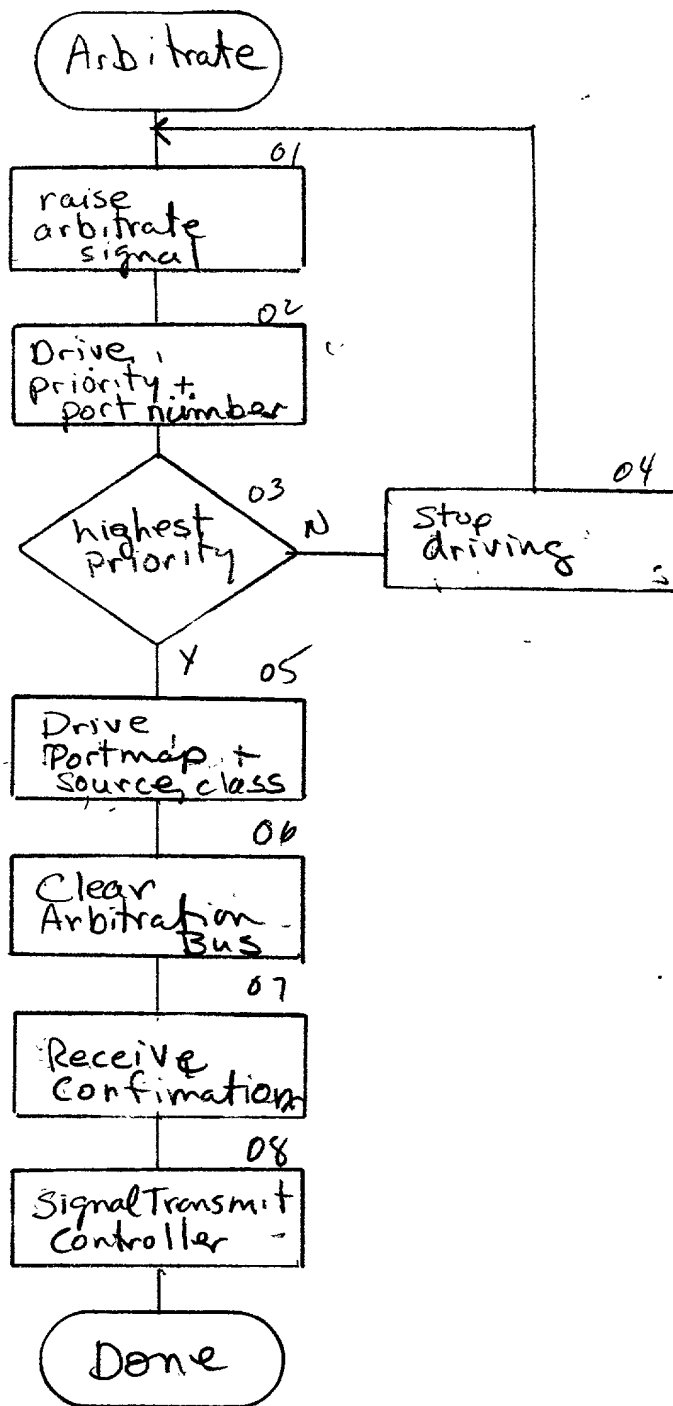 Arbitrate
01
raise
arbitrate
signal
02
Drive
priority +
port number
03
highest
priority
N
04
Stop
driving
Y
05
Drive
Portmap +
source, class
06
Clear
Arbitration
Bus
07
Receive
Confimation
08
Signal Transmit
Controller
Done